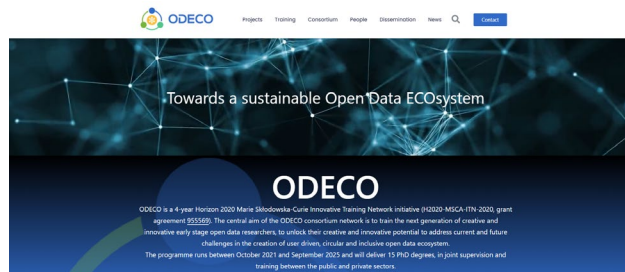 ODECO Projects Training Consortium People Dissemination News Contact
Towards a sustainable Open Data ECOsystem
ODECO
ODECO is a 4-year Horizon 2020 Marie Skłodowska-Curie Innovative Training Network initiative (H2020-MSCA-ITN-2020, grant
agreement 955569). The central aim of the ODECO consortium network is to train the next generation of creative and
innovative early stage open data researchers, to unlock their creative and innovative potential to address current and future
challenges in the creation of user driven, circular and inclusive open data ecosystem.
The programme runs between October 2021 and September 2025 and will deliver 15 PhD degrees, in joint supervision and
training between the public and private sectors.